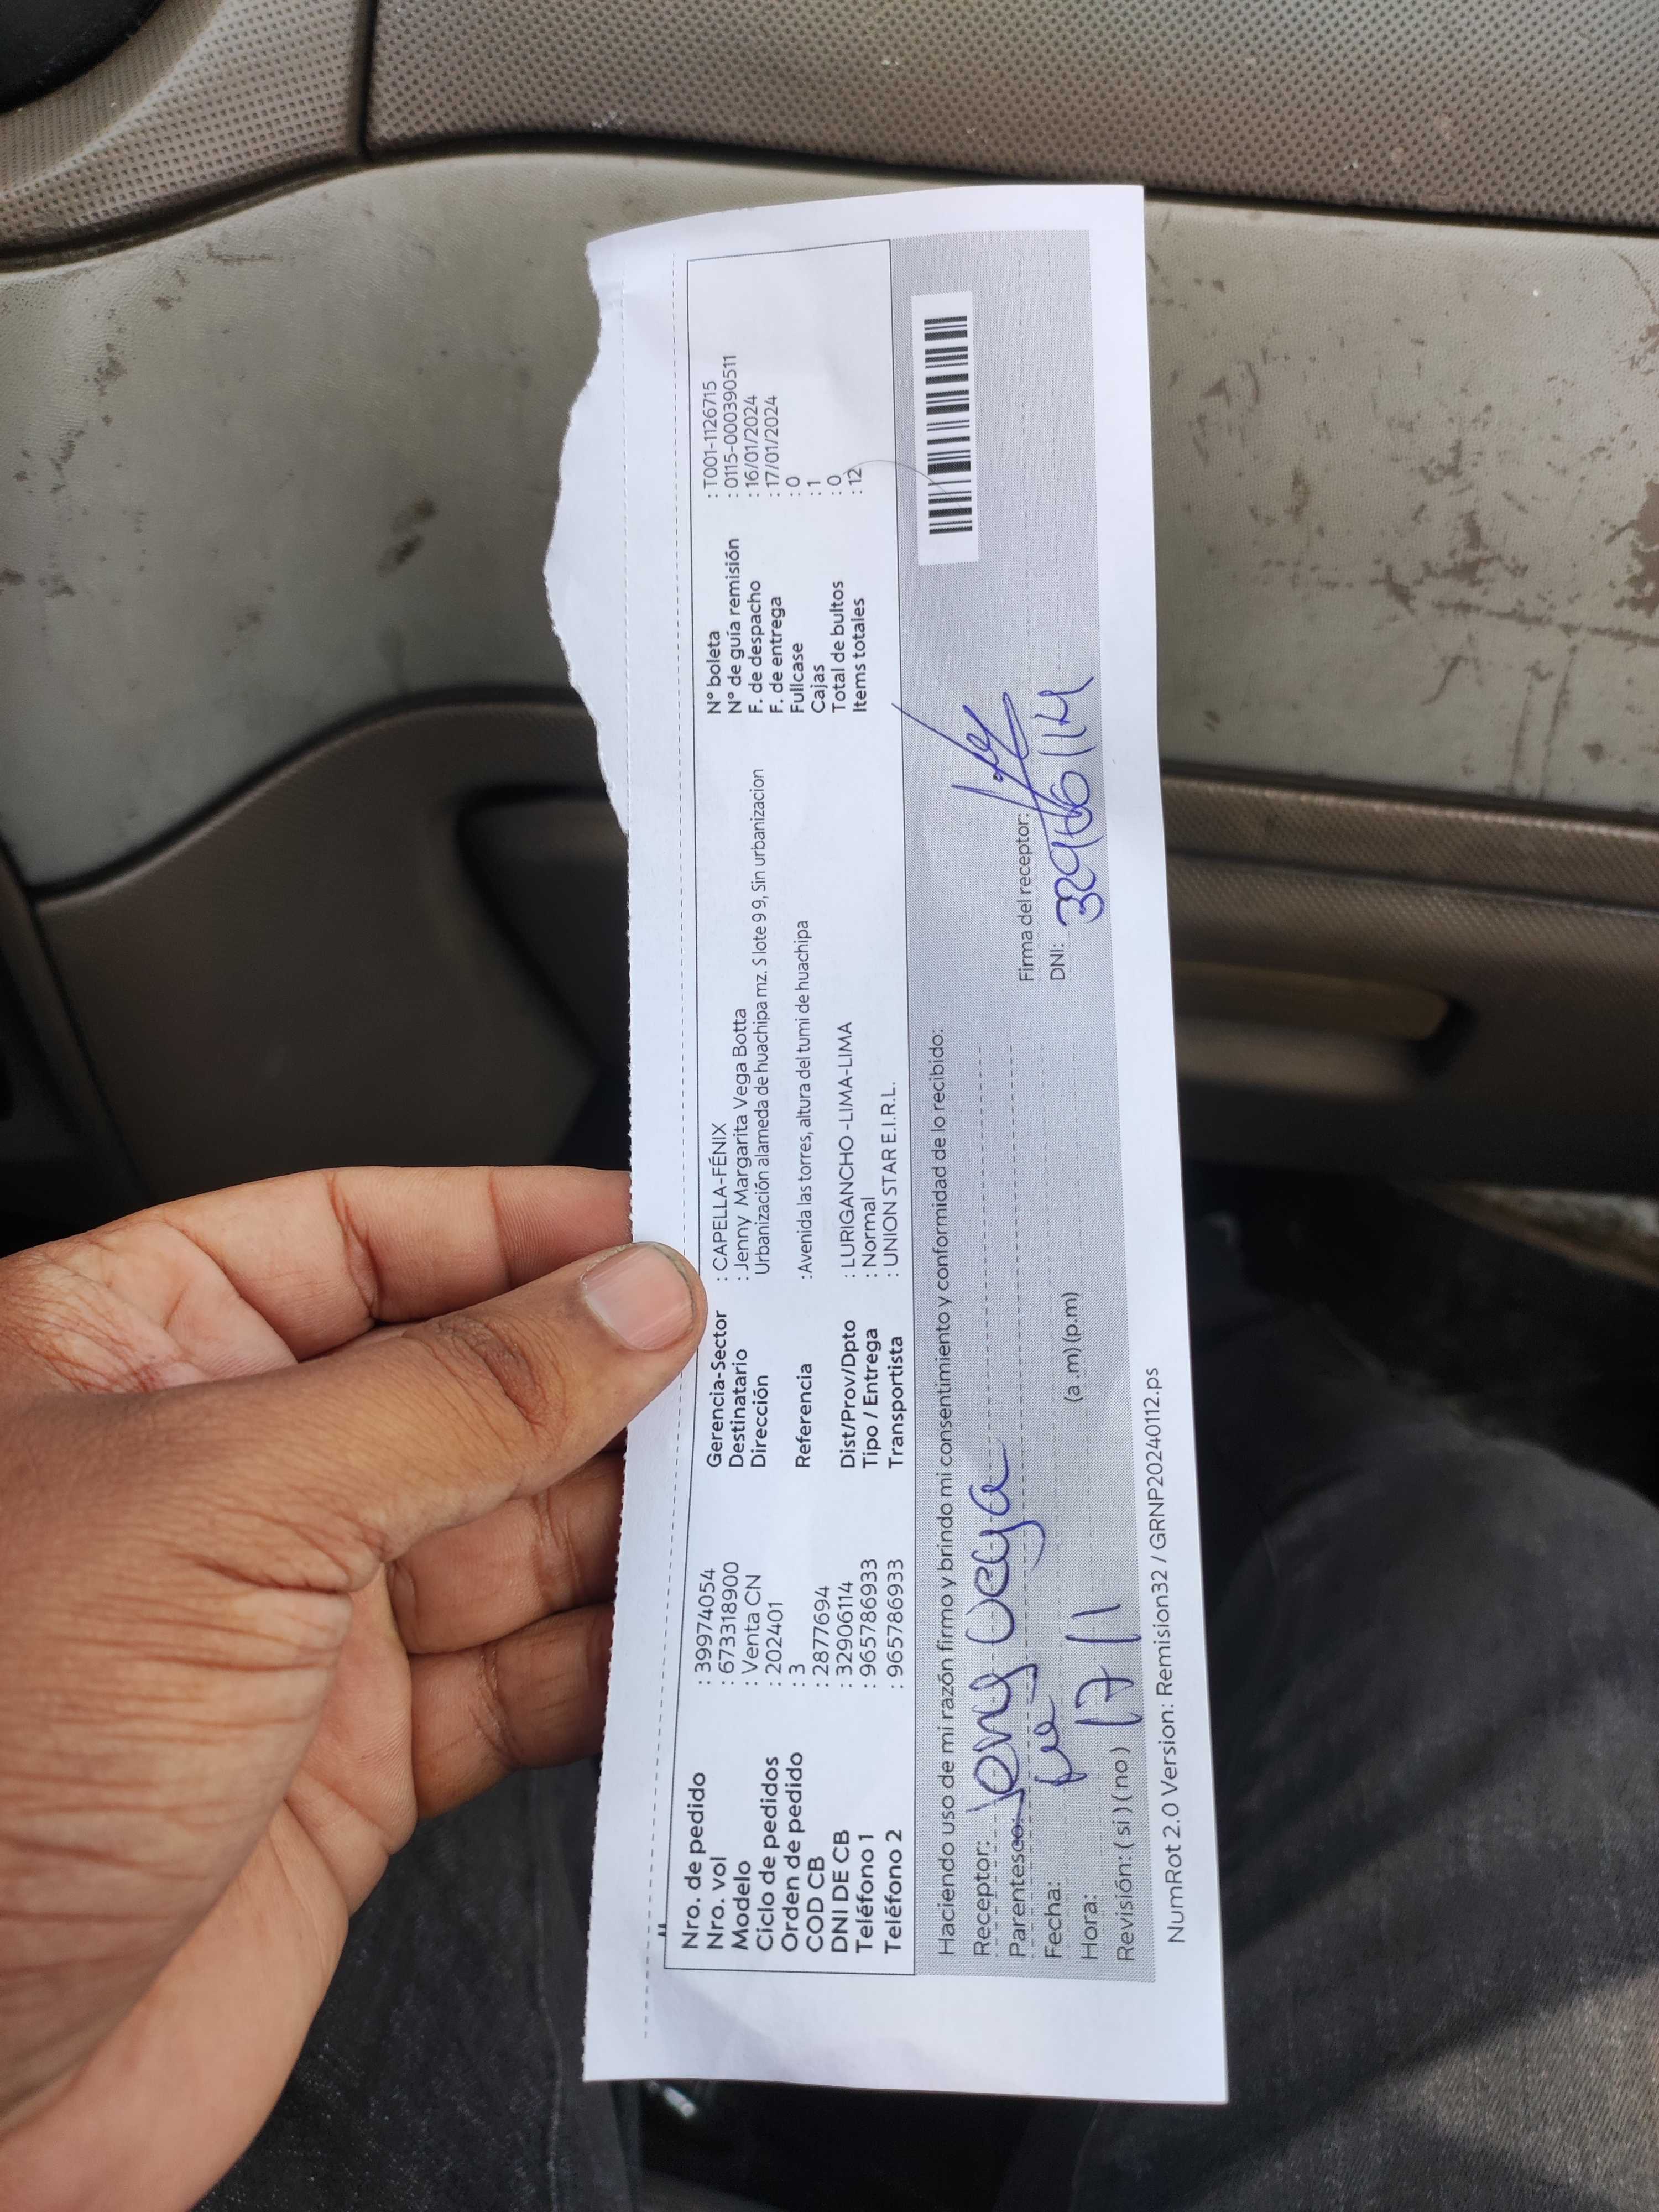 Nro. de pedido : 39974054
Nro. vol : 673318900
Modelo : Venta CN
Ciclo de pedidos : 202401
Orden de pedido : 3
COD CB : 2877694
DNI DE CB : 32906114
Teléfono 1 : 965786933
Teléfono 2 : 965786933
Gerencia-Sector : CAPELLA-FÉNIX
Destinatario : Jenny Margarita Vega Botta
Dirección Urbanización alameda de huachipa mz. S lote 9 9, Sin urbanizacion
Referencia :Avenida las torres, altura del tumi de huachipa
Dist/Prov/Dpto : LURIGANCHO -LIMA-LIMA
Tipo / Entrega : Normal
Transportista : UNION STAR E.I.R.L.
N° boleta : T001-1126715
N° de guía remisión : 0115-0003905​11
F. de despacho : 16/01/2024
F. de entrega : 17/01/2024
Fullcase : 0
Cajas : 1
Total de bultos : 0
Items totales : 12
Haciendo uso de mi razón firmo y brindo mi consentimiento y conformidad de lo recibido:
Receptor: Jeny Vega
Parentesco:
Fecha:
Hora: 17 11 (a .m) (p.m)
Revisión: ( si ) ( no )
Firma del receptor:
DNI:
NumRot 2.0 Version: Remision32 / GRNP20240112.ps